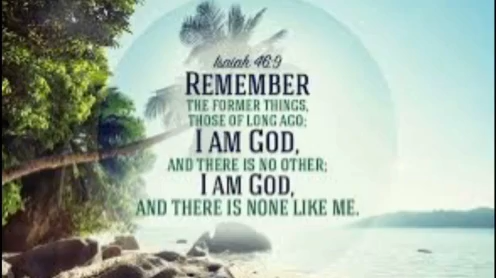 Isaiah 46:9
REMEMBER
THE FORMER THINGS,
THOSE OF LONG AGO;
I AM GOD,
AND THERE IS NO OTHER;
I AM GOD,
AND THERE IS NONE LIKE ME.